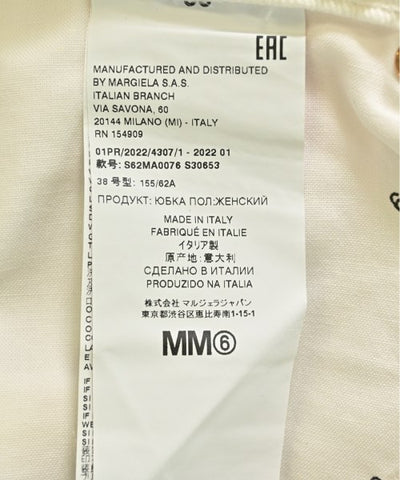 EAC
MANUFACTURED AND DISTRIBUTED
BY MARGIELA S.A.S.
ITALIAN BRANCH
VIA SAVONA, 60
20144 MILANO (MI) - ITALY
RN 154909
01PR/2022/4307/1 - 2022 01
款号: S62MA0076 S30653
38 号型: 155/62A
ПРОДУКТ: ЮБКА ПОЛ:ЖЕНСКИЙ
MADE IN ITALY
FABRIQUÉ EN ITALIE
イタリア製
原产地:意大利
СДЕЛАНО В ИТАЛИИ
PRODUZIDO NA ITALIA
株式会社 マルジェラジャパン
東京都渋谷区恵比寿南1-15-1
MM⑥